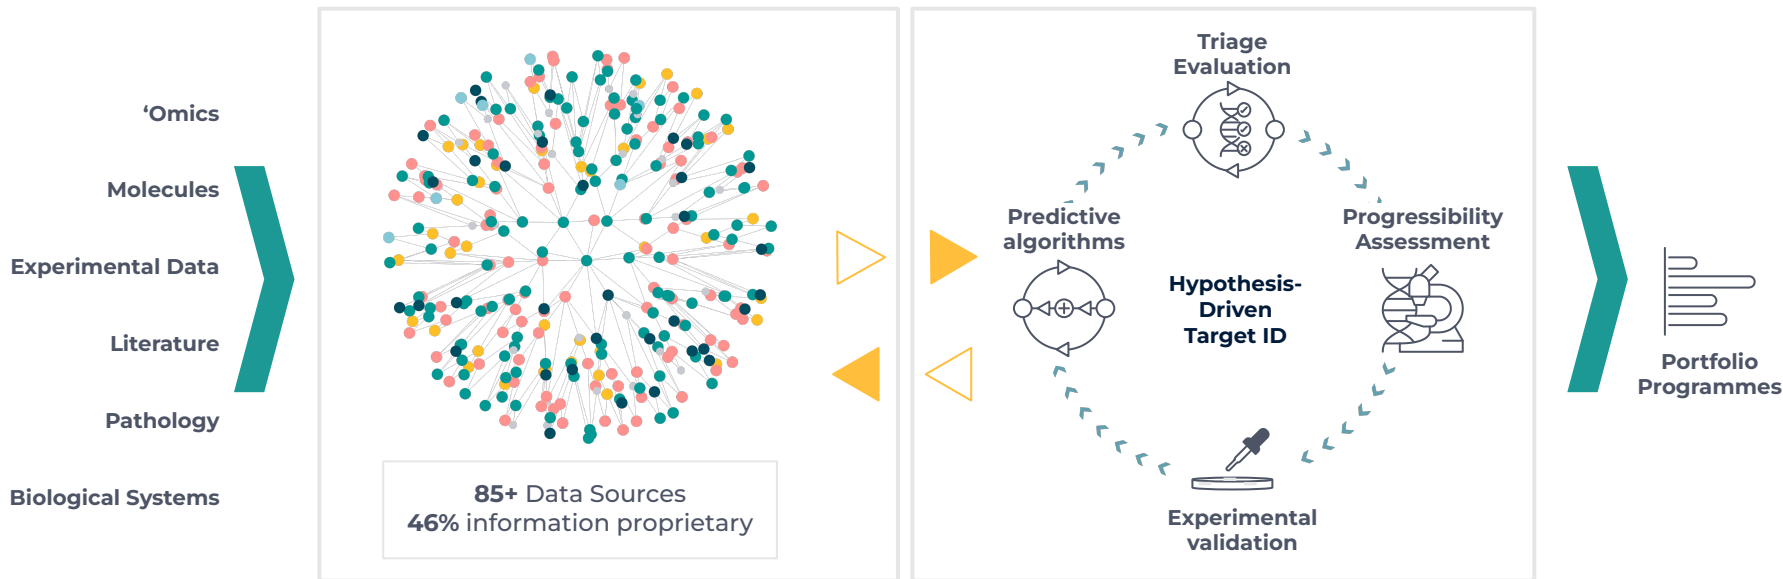 ‘Omics
Molecules
Experimental Data
Literature
Pathology
Biological Systems
85+ Data Sources
46% information proprietary
Triage
Evaluation
Predictive
algorithms
Progressibility
Assessment
Hypothesis-
Driven
Target ID
Experimental
validation
Portfolio
Programmes